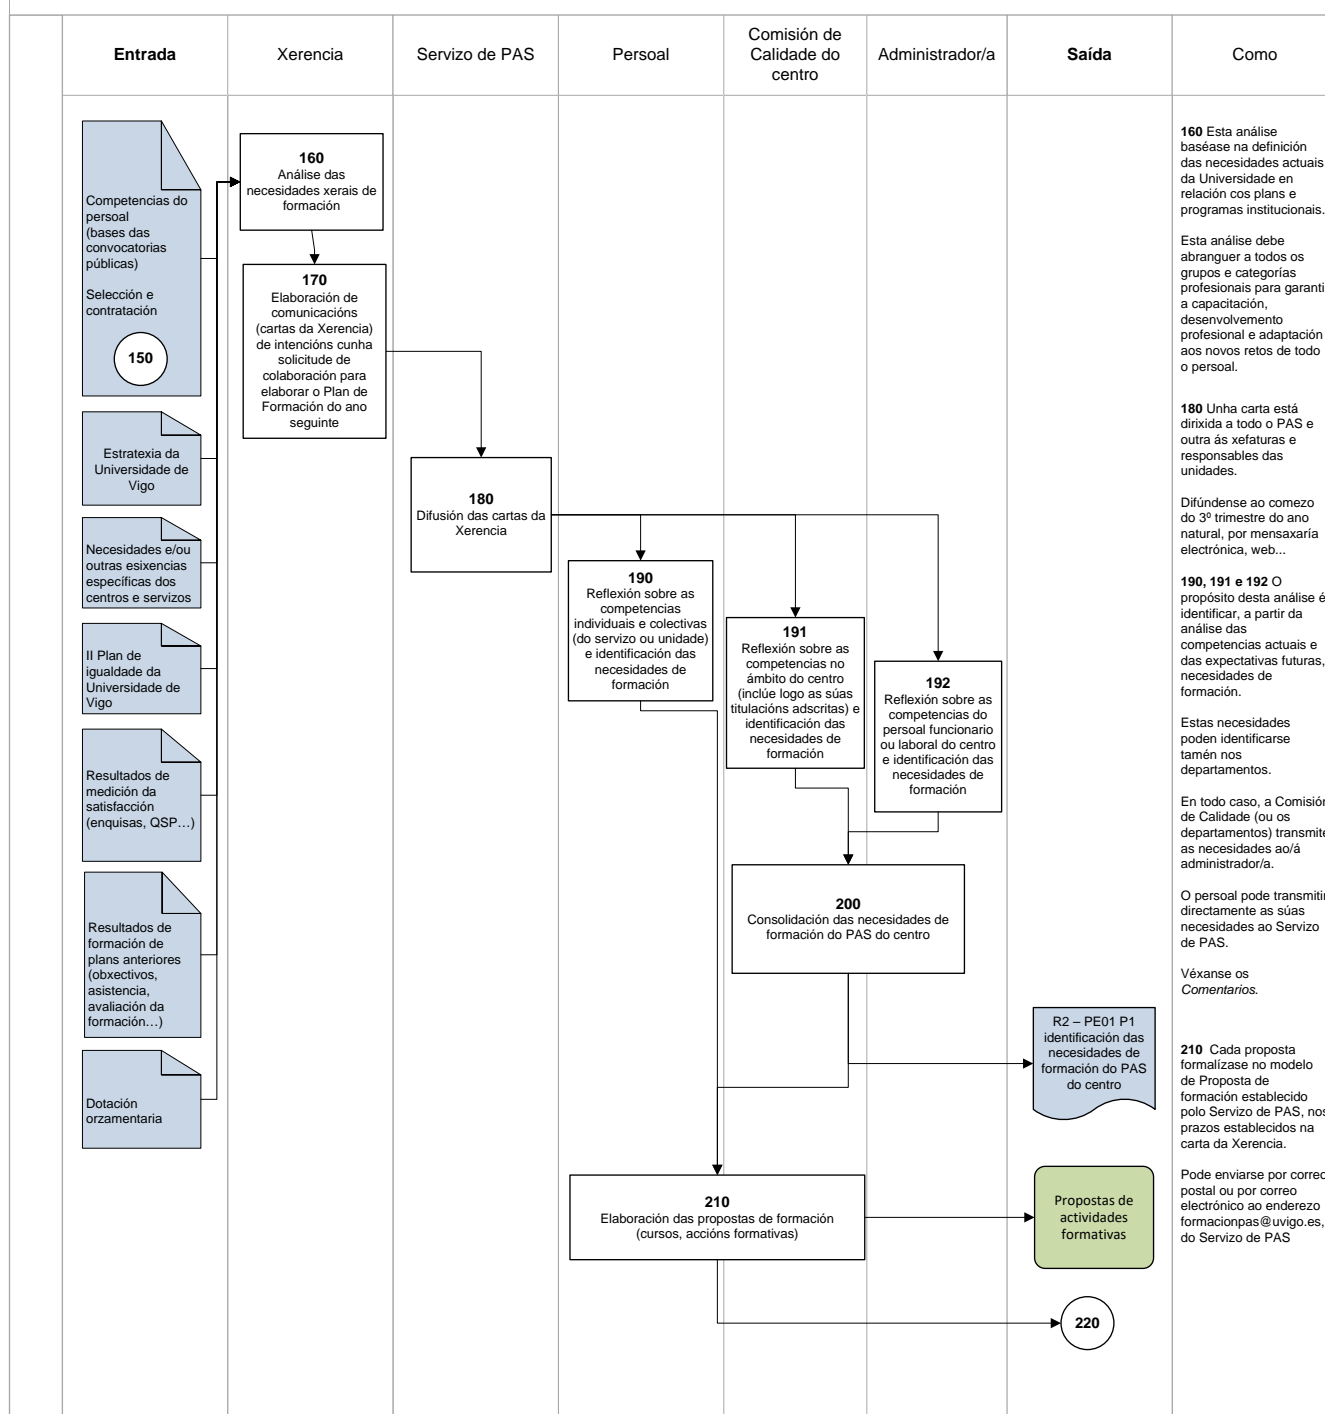 Entrada
Xerencia
Servizo de PAS
Persoal
Comisión de
Calidade do
centro
Administrador/a
Saída
Como
Competencias do
persoal
(bases das
convocatorias
públicas)
Selección e
contratación
150
Estratexia da
Universidade de
Vigo
Necesidades e/ou
outras esixencias
específicas dos
centros e servizos
II Plan de
igualdade da
Universidade de
Vigo
Resultados de
medición da
satisfacción
(enquisas, QSP…)
Resultados de
formación de
plans anteriores
(obxectivos,
asistencia,
avaliación da
formación…)
Dotación
orzamentaria
160
Análise das
necesidades xerais de
formación
170
Elaboración de
comunicacións
(cartas da Xerencia)
de intencións cunha
solicitude de
colaboración para
elaborar o Plan de
Formación do ano
seguinte
180
Difusión das cartas da
Xerencia
190
Reflexión sobre as
competencias
individuais e colectivas
(do servizo ou unidade)
e identificación das
necesidades de
formación
191
Reflexión sobre as
competencias no
ámbito do centro
(inclúe logo as súas
titulacións adscritas) e
identificación das
necesidades de
formación
192
Reflexión sobre as
competencias do
persoal funcionario
ou laboral do centro
e identificación das
necesidades de
formación
200
Consolidación das necesidades de
formación do PAS do centro
R2 – PE01 P1
identificación das
necesidades de
formación do PAS
do centro
210
Elaboración das propostas de formación
(cursos, accións formativas)
Propostas de
actividades
formativas
220
160 Esta análise
baséase na definición
das necesidades actuais
da Universidade en
relación cos plans e
programas institucionais.
Esta análise debe
abranguer a todos os
grupos e categorías
profesionais para garanti
a capacitación,
desenvolvemento
profesional e adaptación
aos novos retos de todo
o persoal.
180 Unha carta está
dirixida a todo o PAS e
outra ás xefaturas e
responsables das
unidades.
Difúndense ao comezo
do 3º trimestre do ano
natural, por mensaxaría
electrónica, web...
190, 191 e 192 O
propósito desta análise é
identificar, a partir da
análise das
competencias actuais e
das expectativas futuras,
necesidades de
formación.
Estas necesidades
poden identificarse
tamén nos
departamentos.
En todo caso, a Comisión
de Calidade (ou os
departamentos) transmite
as necesidades ao/á
administrador/a.
O persoal pode transmitir
directamente as súas
necesidades ao Servizo
de PAS.
Véxanse os
Comentarios.
210 Cada proposta
formalízase no modelo
de Proposta de
formación establecido
polo Servizo de PAS, nos
prazos establecidos na
carta da Xerencia.
Pode enviarse por correo
postal ou por correo
electrónico ao enderezo
formacionpas@uvigo.es,
do Servizo de PAS